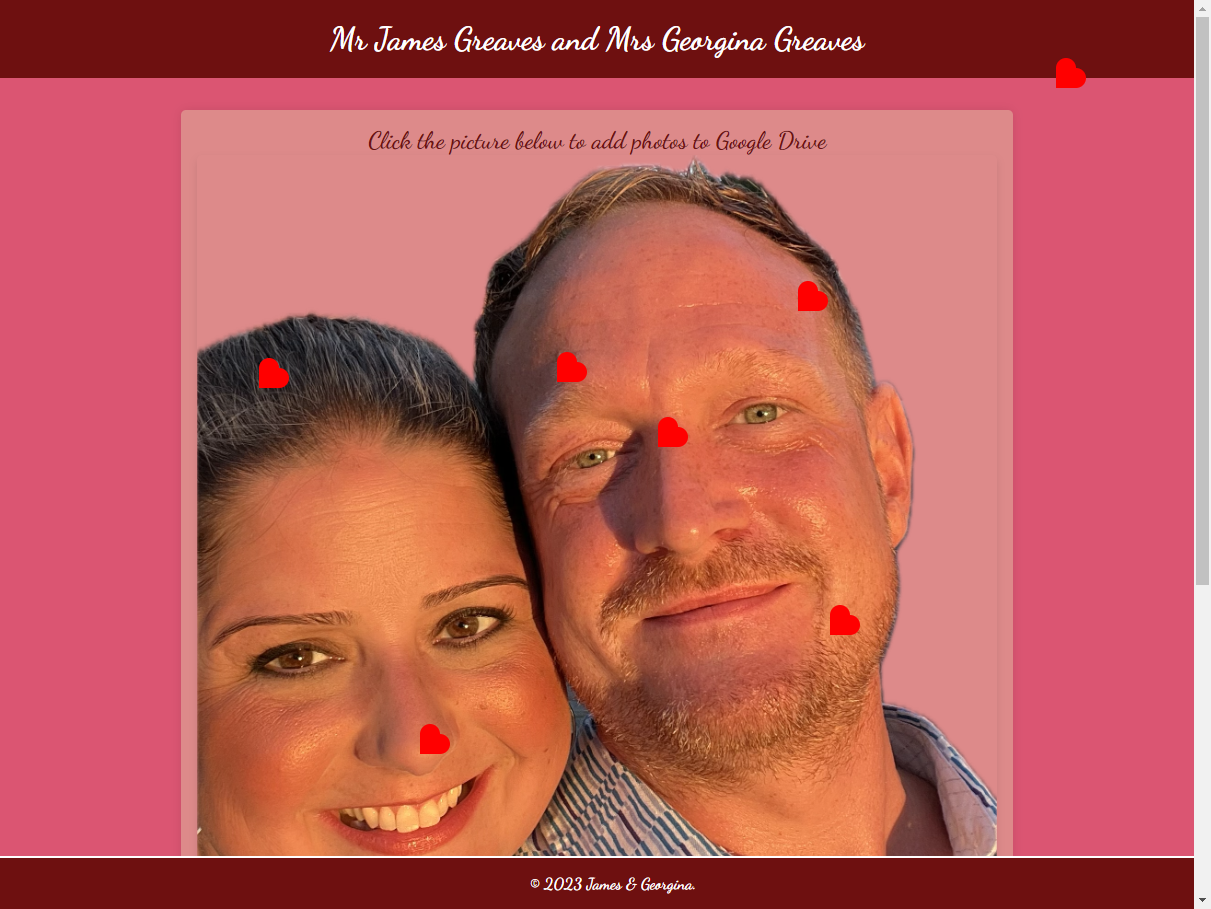 Mr James Greaves and Mrs Georgina Greaves
Click the picture below to add photos to Google Drive
© 2023 James & Georgina.